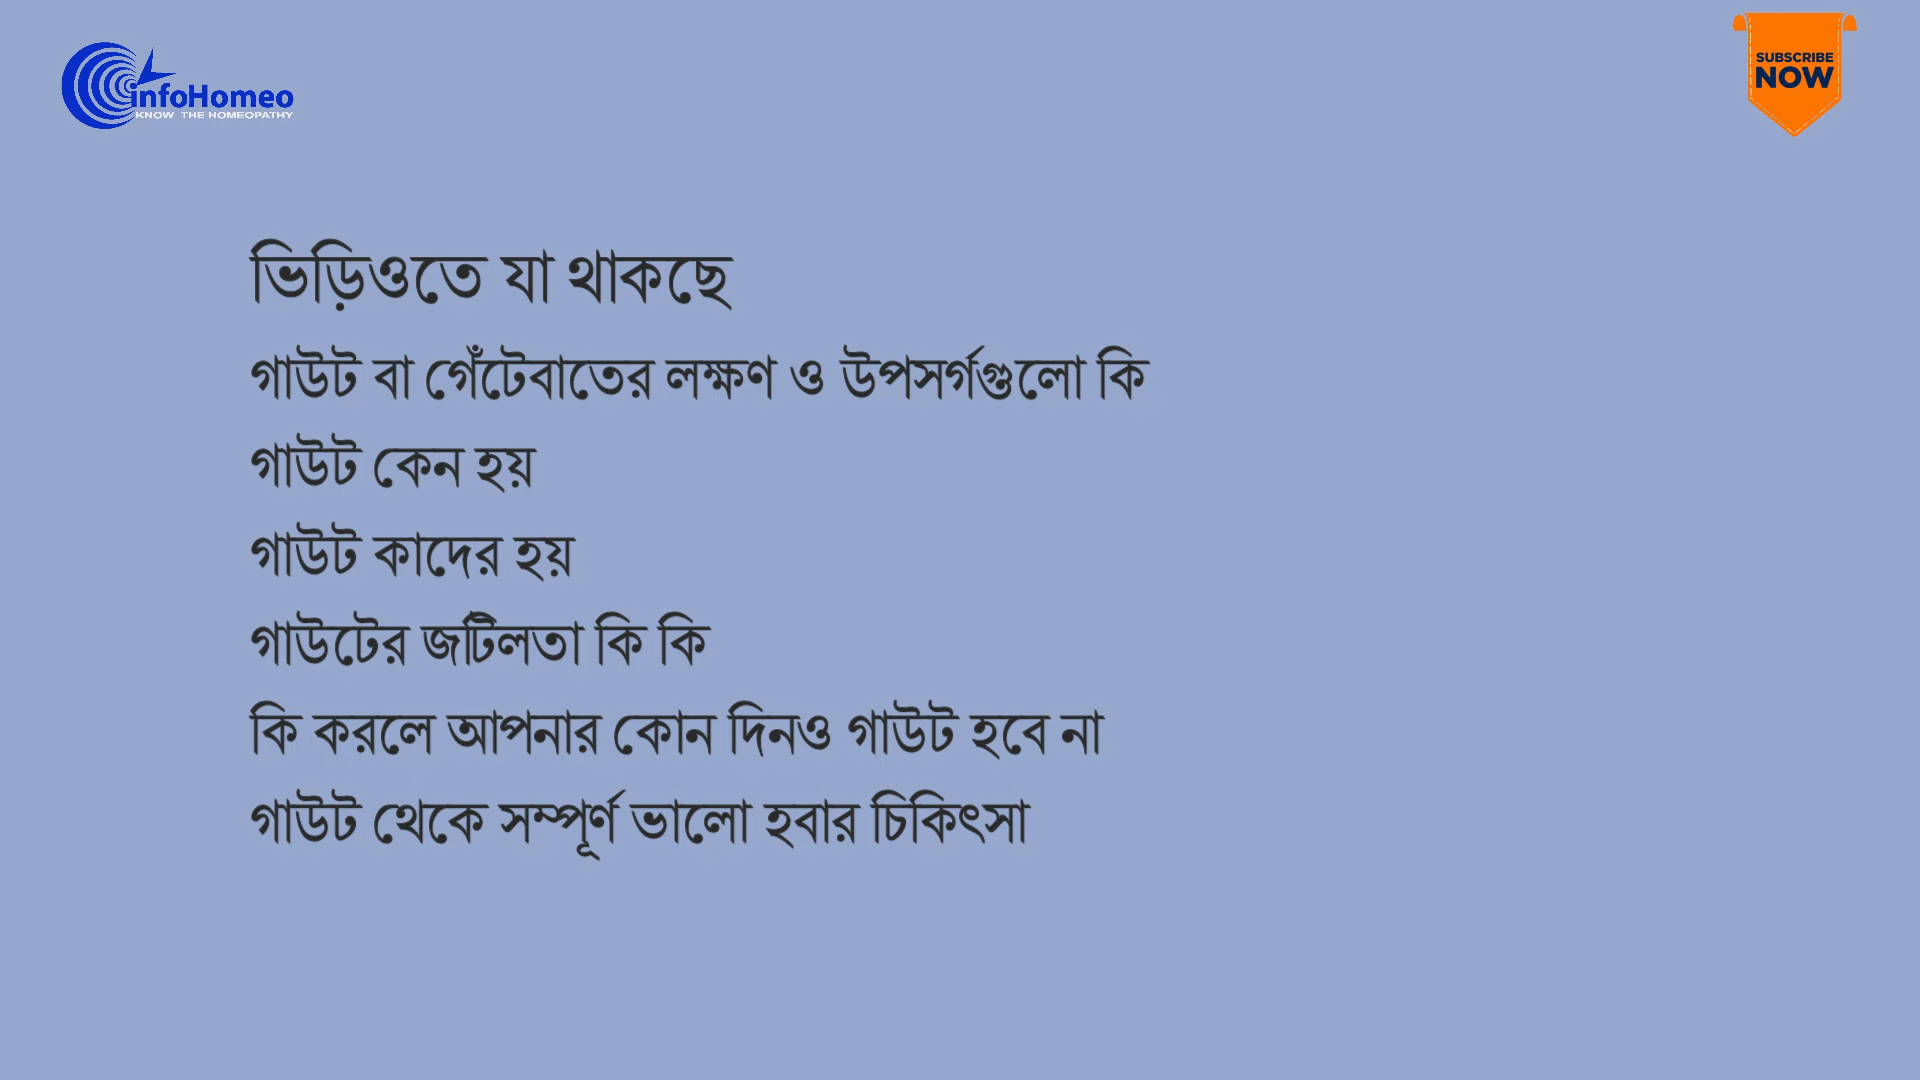 infoHomeo
KNOW THE HOMEOPATHY
SUBSCRIBE
NOW
ভিড়িওতে যা থাকছে
গাউট বা গেঁটেবাতের লক্ষণ ও উপসর্গগুলো কি
গাউট কেন হয়
গাউট কাদের হয়
গাউটের জটিলতা কি কি
কি করলে আপনার কোন দিনও গাউট হবে না
গাউট থেকে সম্পূর্ণ ভালো হবার চিকিৎসা